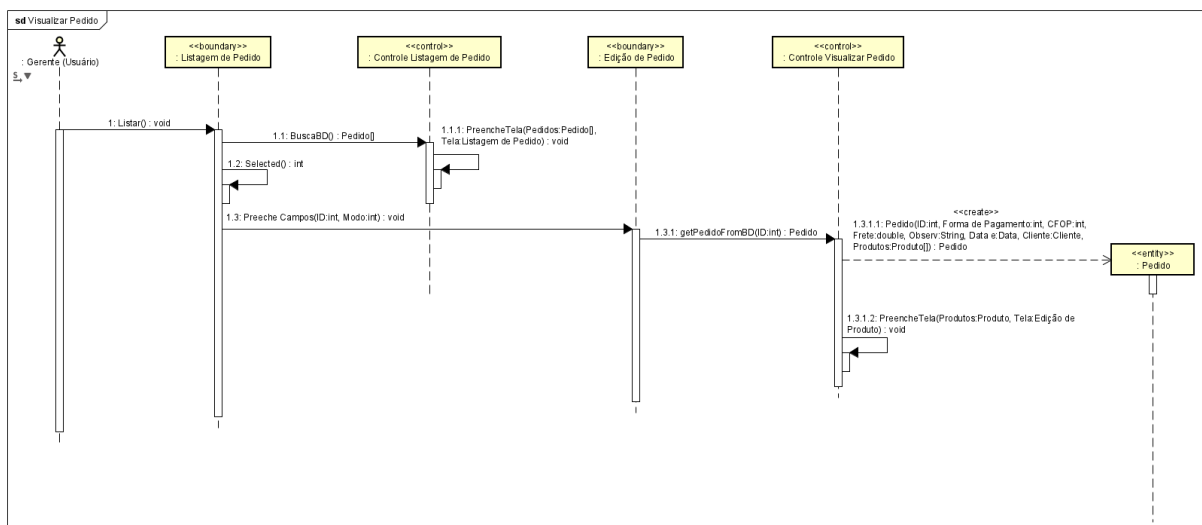 sd Visualizar Pedido
: Gerente (Usuário)
<<boundary>>
: Listagem de Pedido
<<control>>
: Controle Listagem de Pedido
<<boundary>>
: Edição de Pedido
<<control>>
: Controle Visualizar Pedido
S
1: Listar() : void
1.1: BuscaBD() : Pedido[]
1.1.1: PreencheTela(Pedidos:Pedido[],
Tela:Listagem de Pedido) : void
1.2: Selected() : int
1.3: Preeche Campos(ID:int, Modo:int) : void
1.3.1: getPedidoFromBD(ID:int) : Pedido
<<create>>
1.3.1.1: Pedido(ID:int, Forma de Pagamento:int, CFOP:int,
Frete:double, Observ:String, Data e:Data, Cliente:Cliente,
Produtos:Produto[]) : Pedido
<<entity>>
: Pedido
1.3.1.2: PreencheTela(Produtos:Produto, Tela:Edição de
Produto) : void